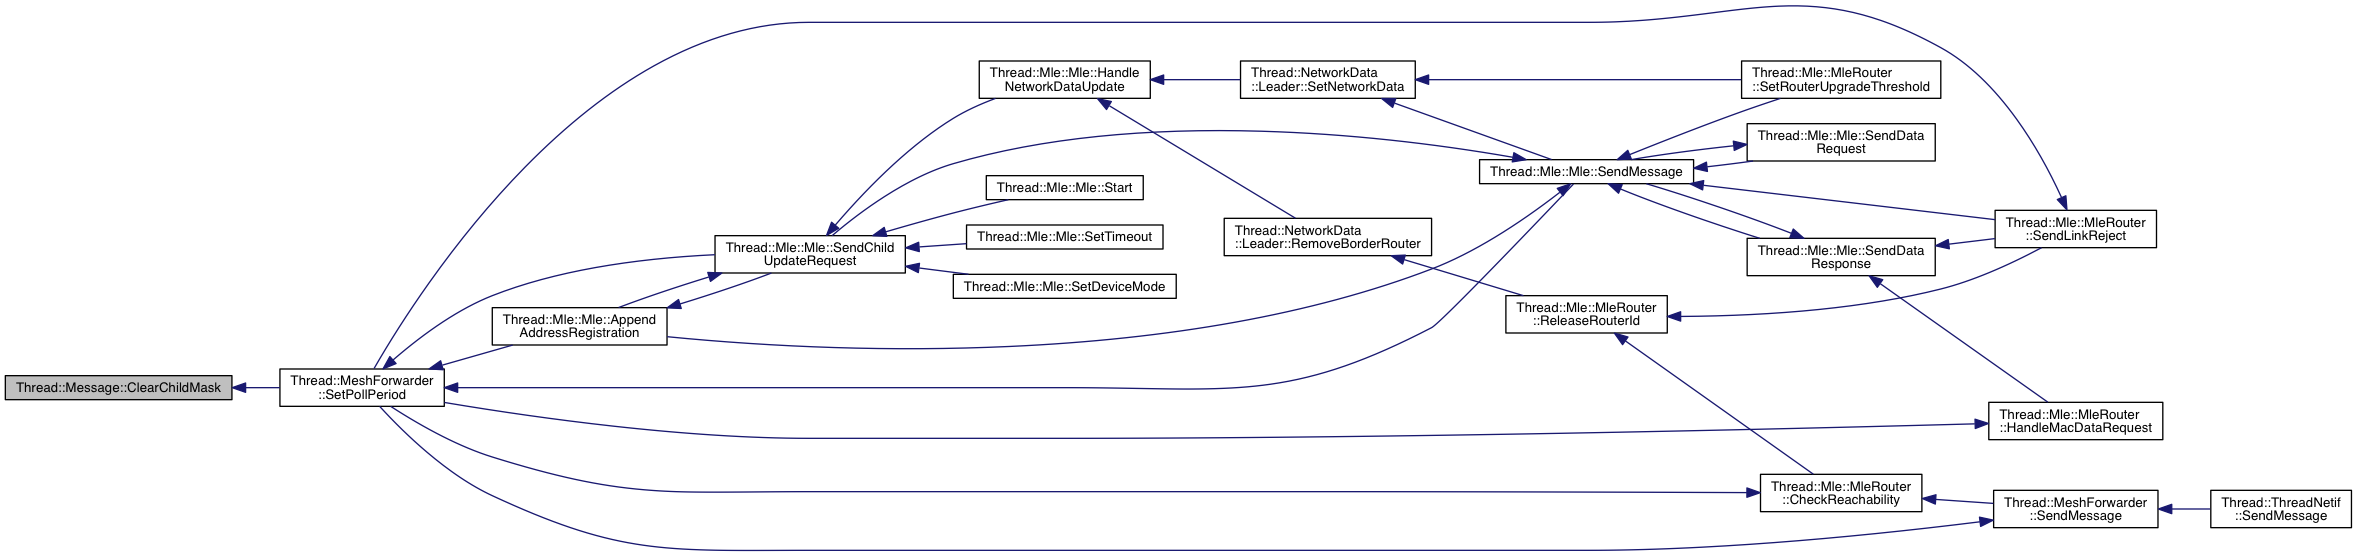 Thread::Message::ClearChildMask
Thread::MeshForwarder
::SetPollPeriod
Thread::Mle::Mle::Append
AddressRegistration
Thread::Mle::Mle::SendChild
UpdateRequest
Thread::Mle::Mle::Handle
NetworkDataUpdate
Thread::Mle::Mle::Start
Thread::Mle::Mle::SetTimeout
Thread::Mle::Mle::SetDeviceMode
Thread::NetworkData
::Leader::SetNetworkData
Thread::NetworkData
::Leader::RemoveBorderRouter
Thread::Mle::Mle::SendMessage
Thread::Mle::MleRouter
::ReleaseRouterId
Thread::Mle::MleRouter
::SetRouterUpgradeThreshold
Thread::Mle::Mle::SendData
Request
Thread::Mle::Mle::SendData
Response
Thread::Mle::MleRouter
::CheckReachability
Thread::Mle::MleRouter
::SendLinkReject
Thread::Mle::MleRouter
::HandleMacDataRequest
Thread::MeshForwarder
::SendMessage
Thread::ThreadNetif
::SendMessage